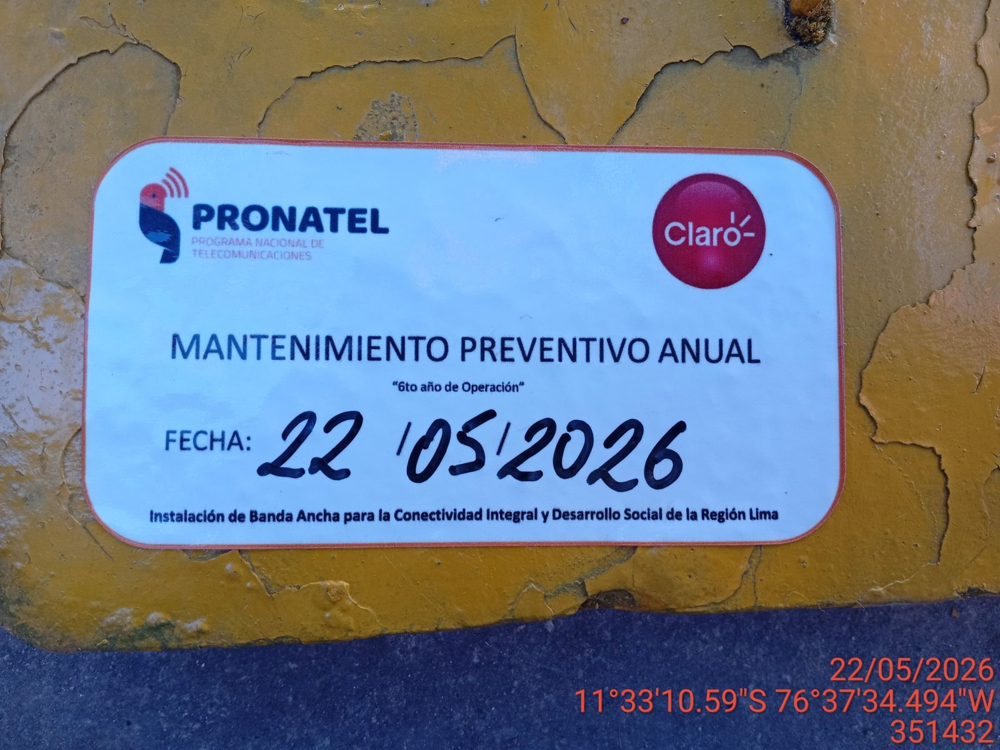 PRONATEL
PROGRAMA NACIONAL DE
TELECOMUNICACIONES
Claro
MANTENIMIENTO PREVENTIVO ANUAL
“6to año de Operación”
FECHA: 22 /05/2026
Instalación de Banda Ancha para la Conectividad Integral y Desarrollo Social de la Región Lima
22/05/2026
11°33'10.59"S 76°37'34.494"W
351432